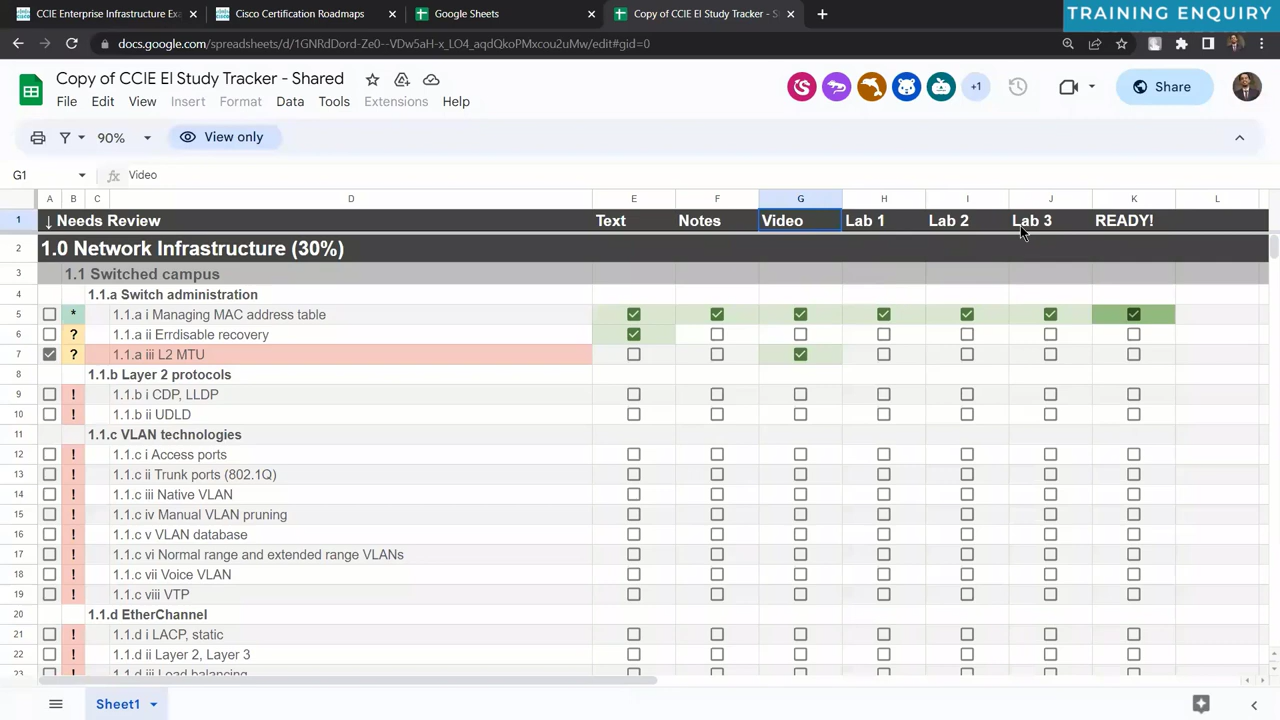 CCIE Enterprise Infrastructure Exa
Cisco Certification Roadmaps
Google Sheets
Copy of CCIE EI Study Tracker - S
TRAINING ENQUIRY
docs.google.com/spreadsheets/d/1GNRdDord-Ze0--VDw5aH-x_LO4_aqdQkoPMxcou2uMw/edit#gid=0
Copy of CCIE EI Study Tracker - Shared
+1
Share
File Edit View Insert Format Data Tools Extensions Help
90%
View only
G1 fx Video
A B C D E F G H I J K L
1 ↓ Needs Review Text Notes Video Lab 1 Lab 2 Lab 3 READY!
2 1.0 Network Infrastructure (30%)
3 1.1 Switched campus
4 1.1.a Switch administration
5 * 1.1.a i Managing MAC address table
6 ? 1.1.a ii Errdisable recovery
7 ? 1.1.a iii L2 MTU
8 1.1.b Layer 2 protocols
9 ! 1.1.b i CDP, LLDP
10 ! 1.1.b ii UDLD
11 1.1.c VLAN technologies
12 ! 1.1.c i Access ports
13 ! 1.1.c ii Trunk ports (802.1Q)
14 ! 1.1.c iii Native VLAN
15 ! 1.1.c iv Manual VLAN pruning
16 ! 1.1.c v VLAN database
17 ! 1.1.c vi Normal range and extended range VLANs
18 ! 1.1.c vii Voice VLAN
19 ! 1.1.c viii VTP
20 1.1.d EtherChannel
21 ! 1.1.d i LACP, static
22 ! 1.1.d ii Layer 2, Layer 3
23 ! 1.1.d iii Load balancing
Sheet1